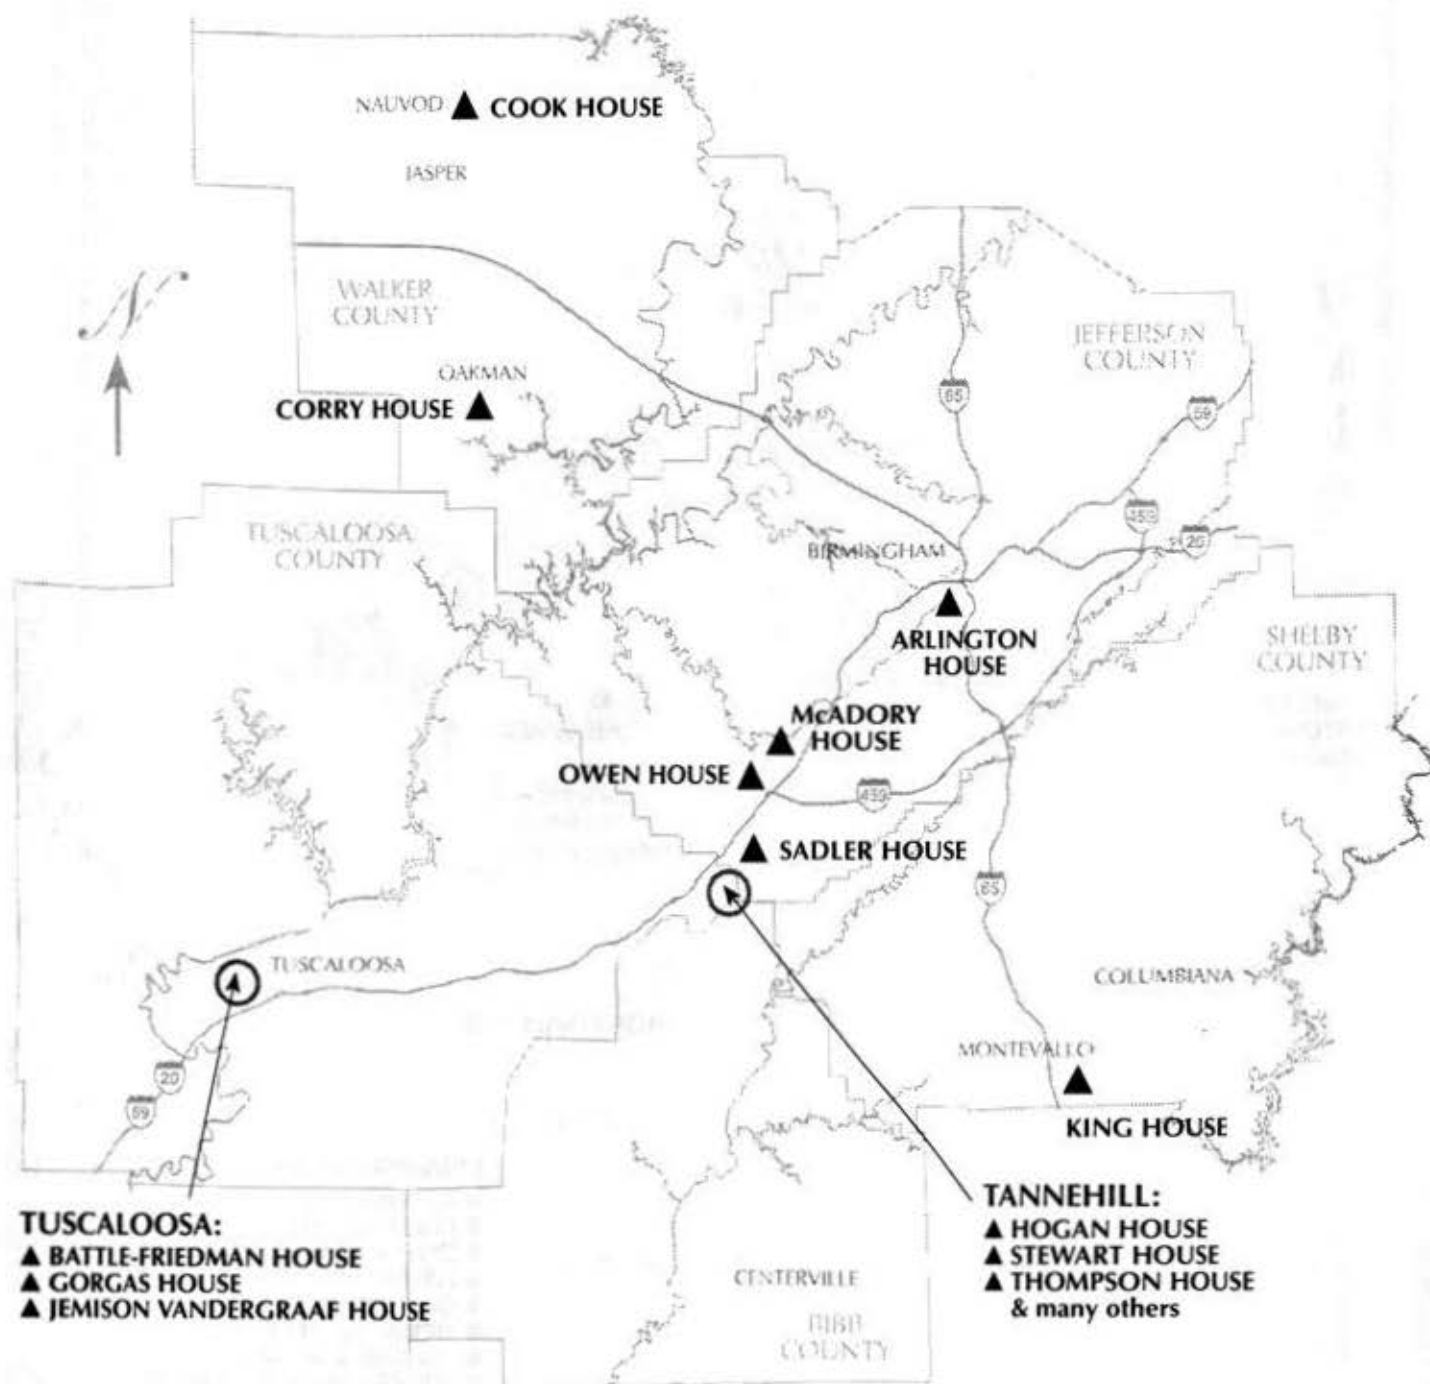 NAUVOD
COOK HOUSE
JASPER
N
WALKER
COUNTY
JEFFERSON
COUNTY
OAKMAN
CORRY HOUSE
65
59
459
20
TUSCALOOSA
COUNTY
BIRMINGHAM
ARLINGTON
HOUSE
SHELBY
COUNTY
McADORY
HOUSE
OWEN HOUSE
459
SADLER HOUSE
65
TUSCALOOSA
COLUMBIANA
MONTEVALLO
20
59
KING HOUSE
TUSCALOOSA:
▲ BATTLE-FRIEDMAN HOUSE
▲ GORGAS HOUSE
▲ JEMISON VANDERGRAAF HOUSE
TANNEHILL:
▲ HOGAN HOUSE
▲ STEWART HOUSE
▲ THOMPSON HOUSE
& many others
CENTERVILLE
BIBB
COUNTY